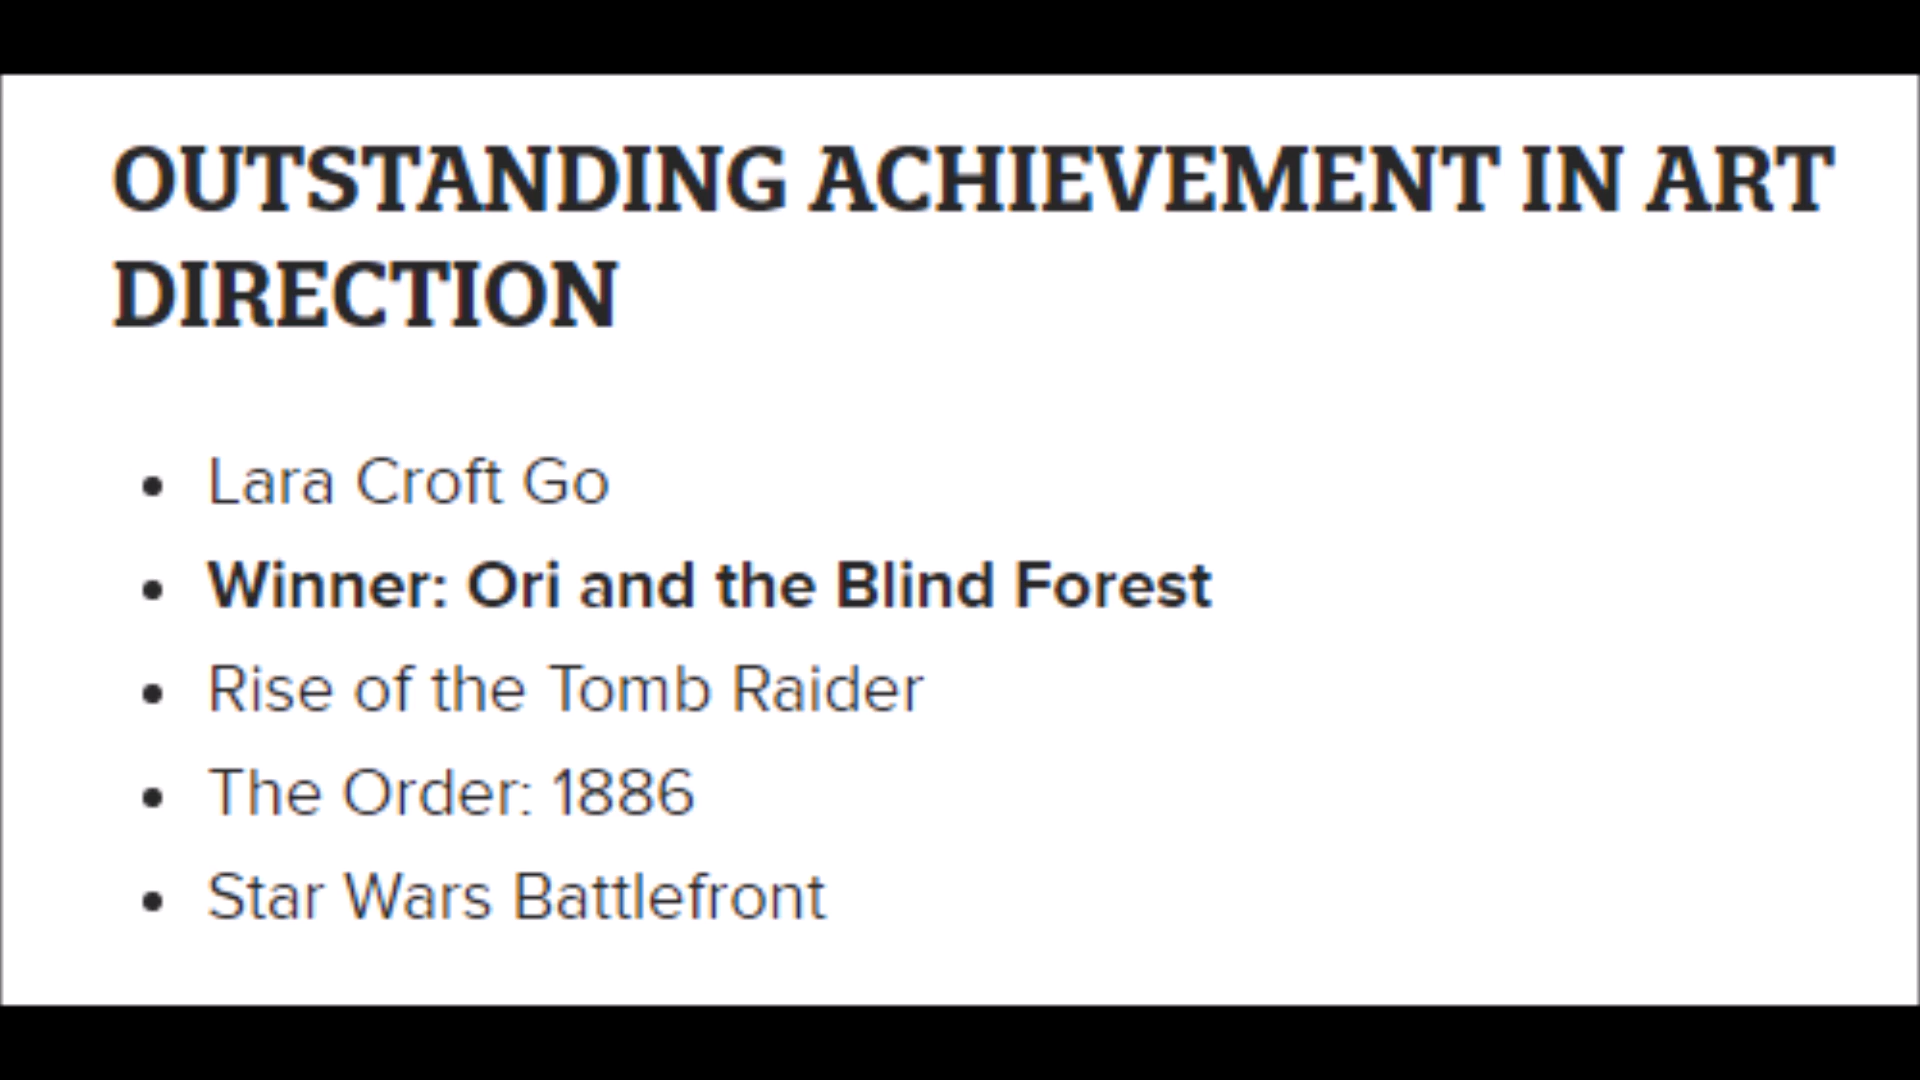 OUTSTANDING ACHIEVEMENT IN ART
DIRECTION
• Lara Croft Go
• Winner: Ori and the Blind Forest
• Rise of the Tomb Raider
• The Order: 1886
• Star Wars Battlefront